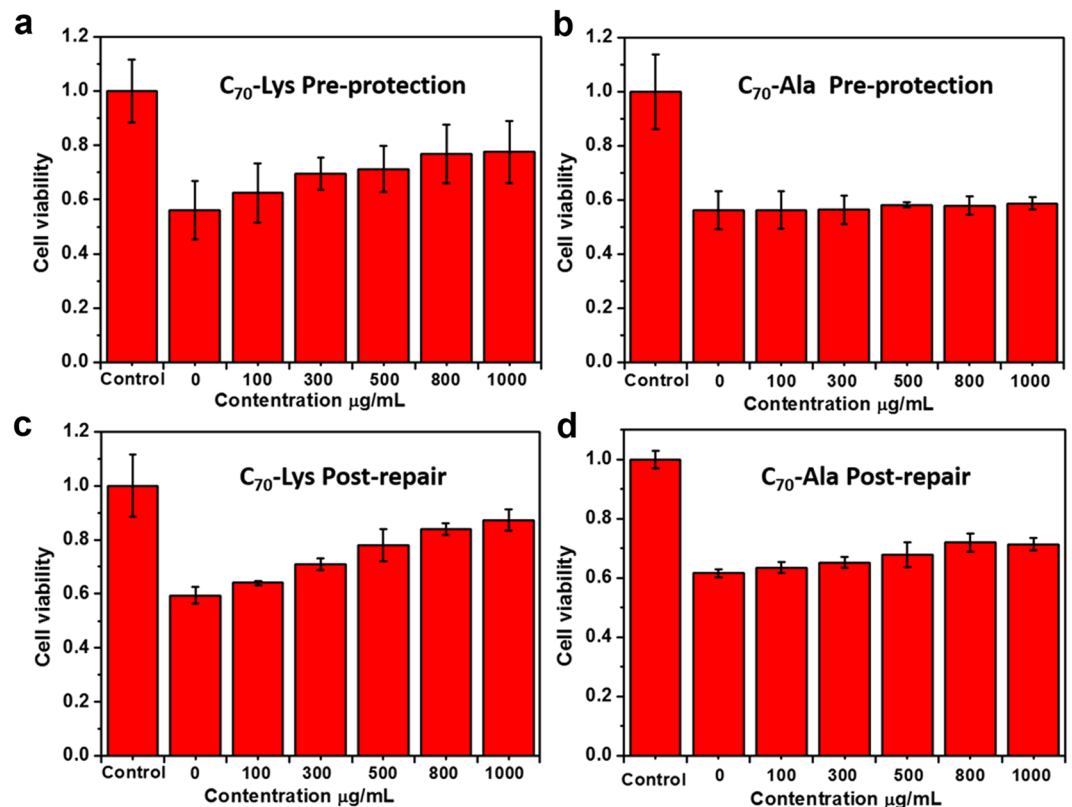 a
C70-Lys Pre-protection
Cell viability
1.2
1.0
0.8
0.6
0.4
0.2
0.0
Control 0 100 300 500 800 1000
Contentration μg/mL
b
C70-Ala Pre-protection
Cell viability
1.2
1.0
0.8
0.6
0.4
0.2
0.0
Control 0 100 300 500 800 1000
Contentration μg/mL
c
C70-Lys Post-repair
Cell viability
1.2
1.0
0.8
0.6
0.4
0.2
0.0
Control 0 100 300 500 800 1000
Contentration μg/mL
d
C70-Ala Post-repair
Cell viability
1.0
0.8
0.6
0.4
0.2
0.0
Control 0 100 300 500 800 1000
Contentration μg/mL